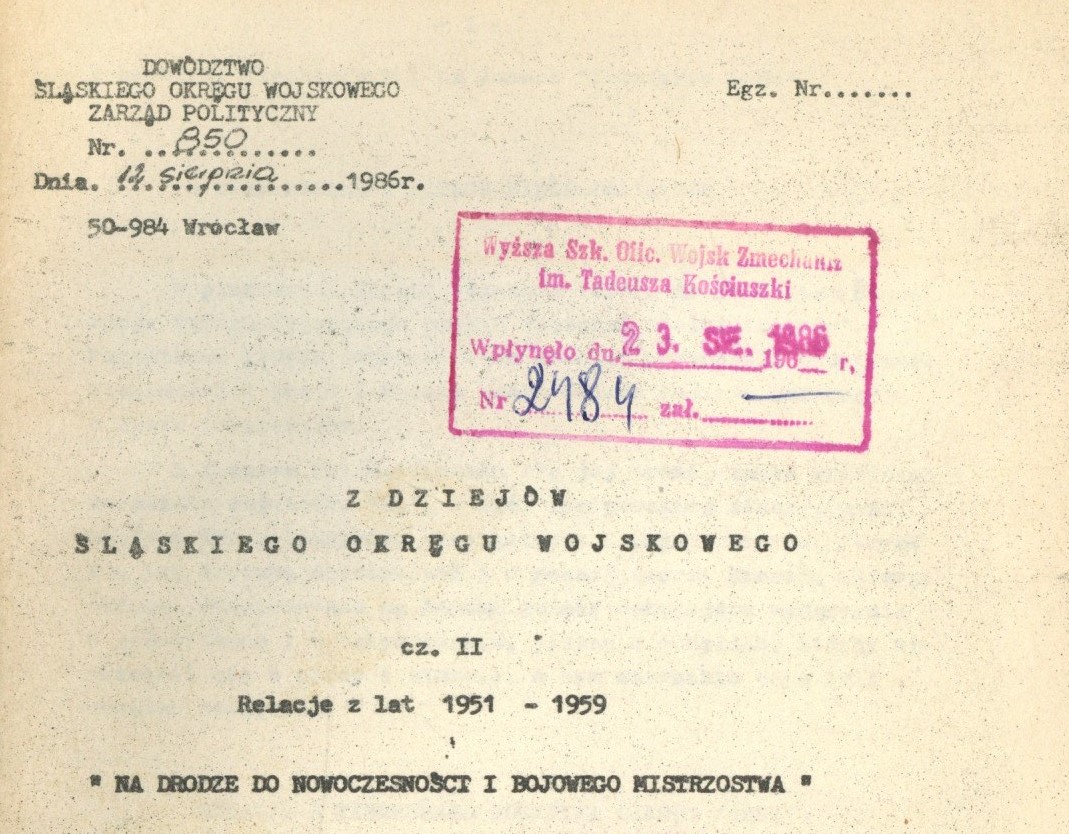 DOWÓDZTWO
ŚLĄSKIEGO OKRĘGU WOJSKOWEGO
ZARZĄD POLITYCZNY
Nr. ..850..........
Dnia. 12 sierpnia......1986r.
50-984 Wrocław
Egz. Nr.......
Wyższa Szk. Ofic. Wojsk Zmechaniz
im. Tadeusza Kościuszki
Wpłynęło dn. 23. SIE. 1986 198__ r.
Nr 2484 zał.
Z DZIEJÓW
ŚLĄSKIEGO OKRĘGU WOJSKOWEGO
cz. II
Relacje z lat 1951 - 1959
" NA DRODZE DO NOWOCZESNOŚCI I BOJOWEGO MISTRZOSTWA "